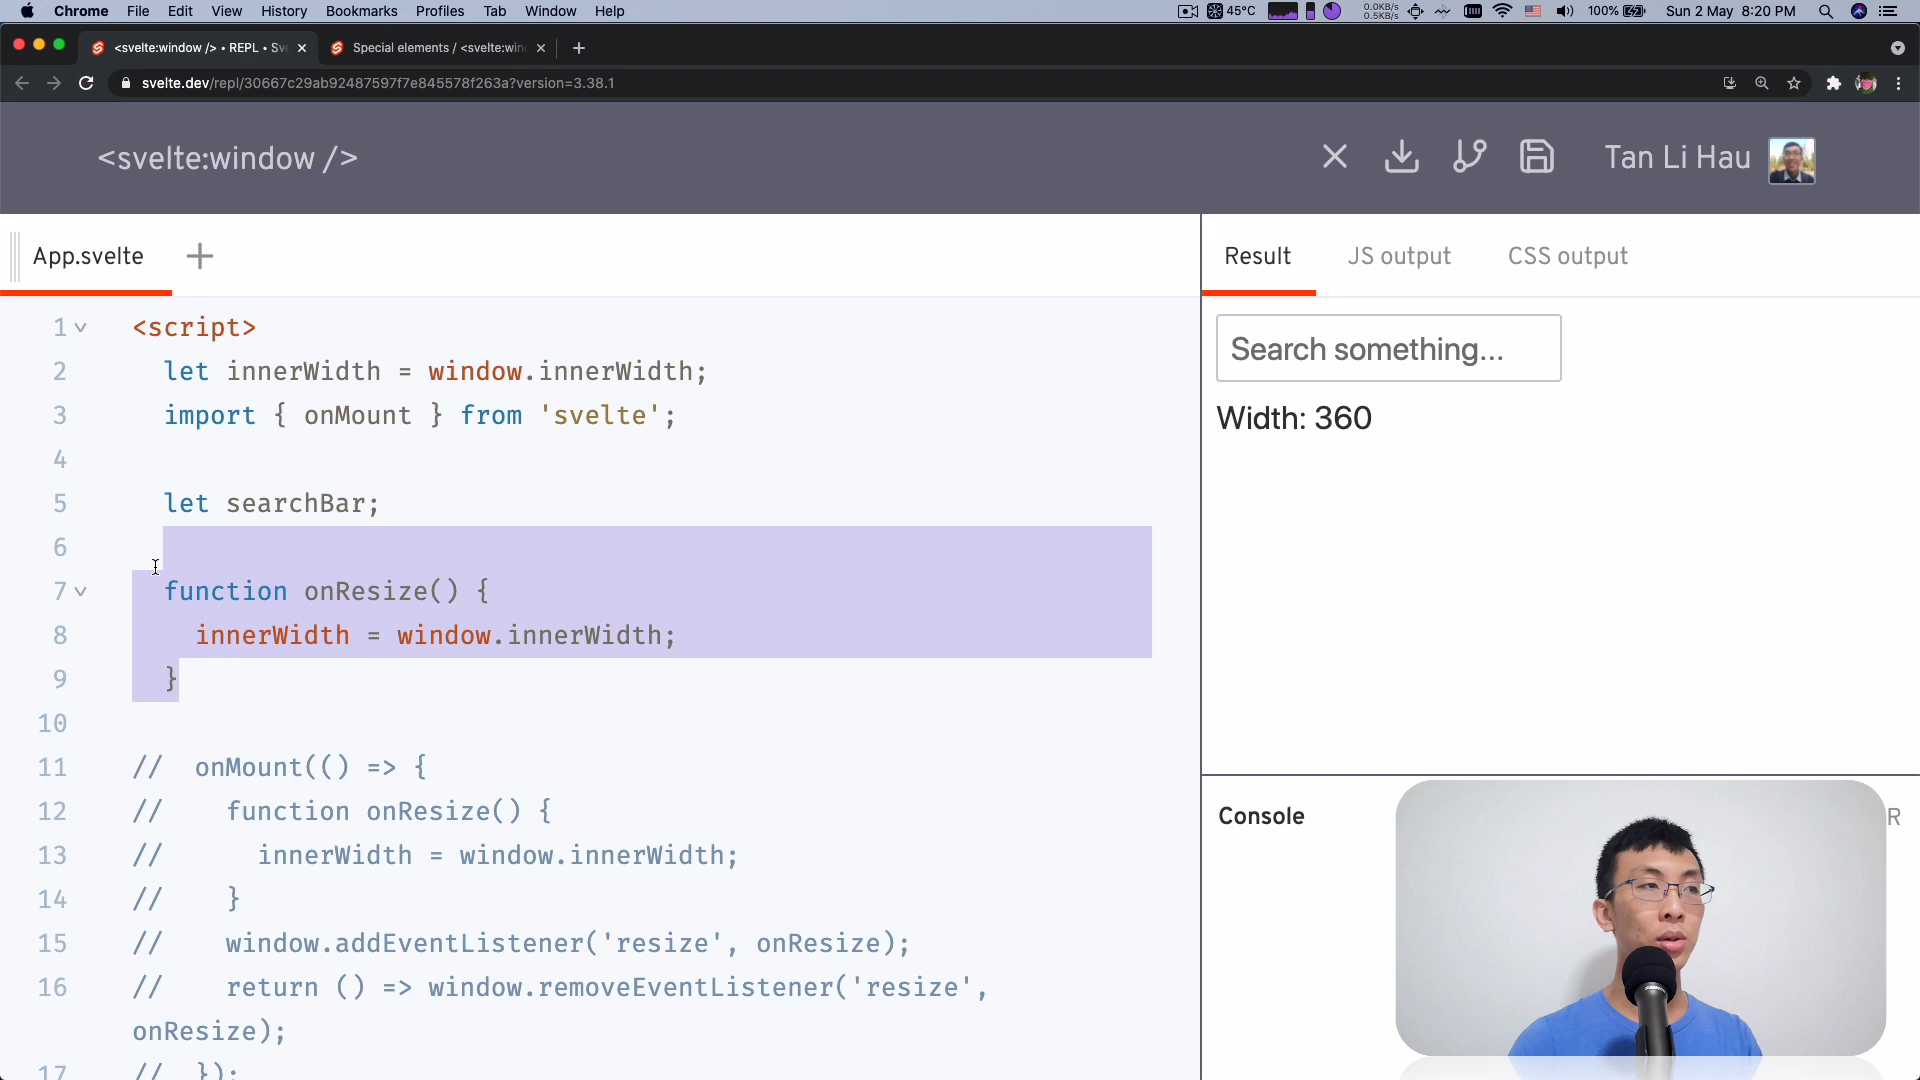 Chrome File Edit View History Bookmarks Profiles Tab Window Help
45°C 0.0KB/s 0.5KB/s 100% Sun 2 May 8:20 PM
<svelte:window /> • REPL • Sv
Special elements / <svelte:win
svelte.dev/repl/30667c29ab92487597f7e845578f263a?version=3.38.1
<svelte:window />
Tan Li Hau
App.svelte
Result JS output CSS output
1 <script>
2 let innerWidth = window.innerWidth;
3 import { onMount } from 'svelte';
4
5 let searchBar;
6
7 function onResize() {
8 innerWidth = window.innerWidth;
9 }
10
11 // onMount(() => {
12 // function onResize() {
13 // innerWidth = window.innerWidth;
14 // }
15 // window.addEventListener('resize', onResize);
16 // return () => window.removeEventListener('resize',
onResize);
17 // });
Search something...
Width: 360
Console
R